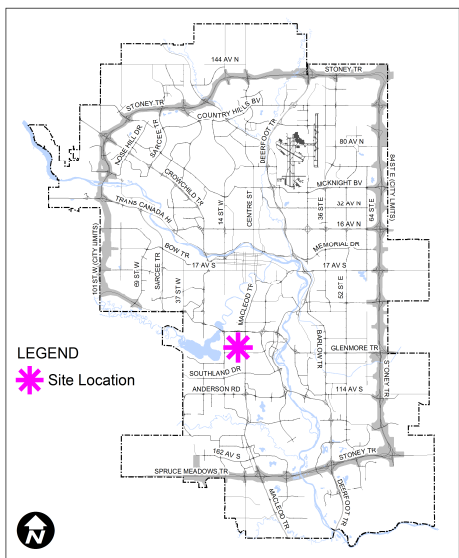 144 AV N
STONEY TR
STONEY TR
COUNTRY HILLS BV
NOSE HILL DR
SARCEE TR
DEERFOOT TR
80 AV N
CROWCHILD TR
MCKNIGHT BV
84 ST E (CITY LIMITS)
14 ST W
CENTRE ST
36 ST E
32 AV N
64 ST E
TRANS CANADA HI
16 AV N
101 ST. W. (CITY LIMITS)
BOW TR
MEMORIAL DR
69 ST. W
SARCEE TR
37 ST W
17 AV S
17 AV S
52 ST E
MACLEOD TR
BARLOW TR
LEGEND
Site Location
GLENMORE TR
STONEY TR
SOUTHLAND DR
ANDERSON RD
114 AV S
162 AV S
STONEY TR
SPRUCE MEADOWS TR
MACLEOD TR
DEERFOOT TR
N